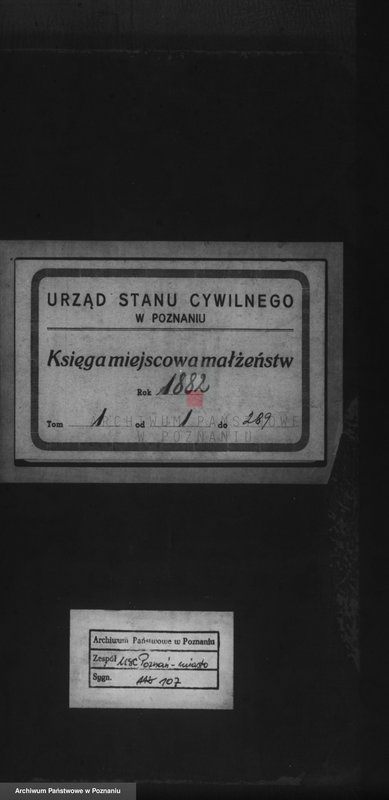 URZĄD STANU CYWILNEGO
W POZNANIU
Księga miejscowa małżeństw
Rok 1882
Tom 1 od 1 do 289
ARCHIWUM PAŃSTWOWE
W POZNANIU
Archiwum Państwowe w Poznaniu
Zespół USC Poznań - miasto
Sygn. 107
Archiwum Państwowe w Poznaniu